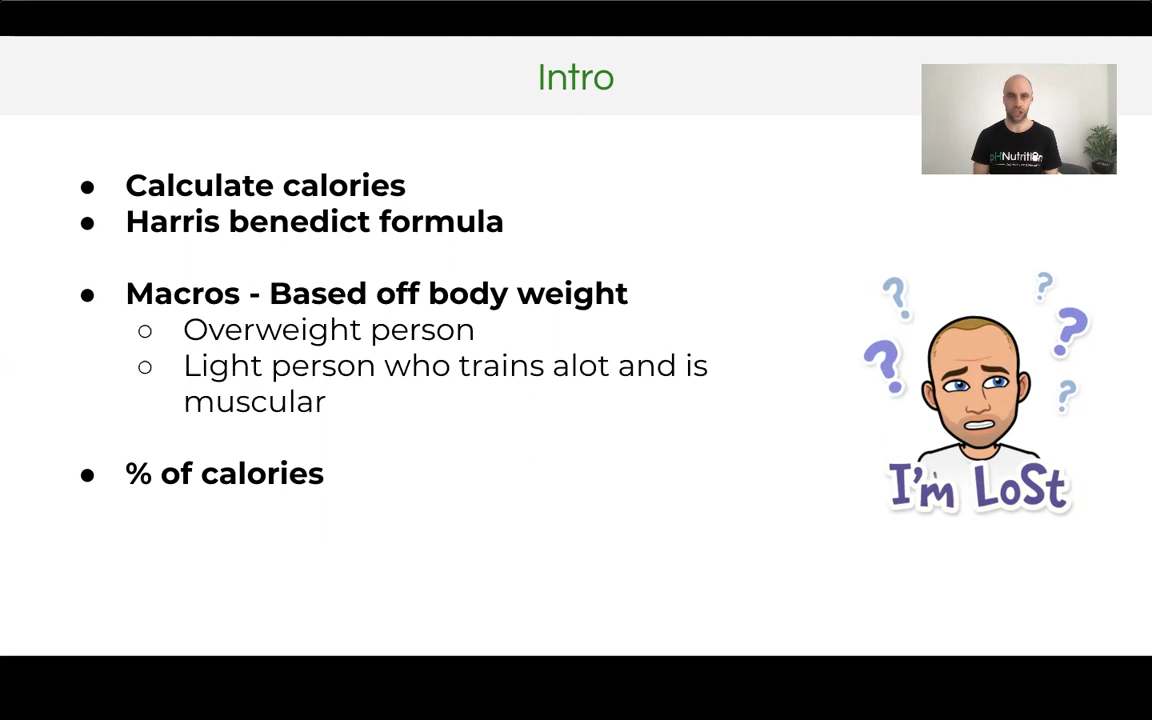 Intro
pHNutrition
● Calculate calories
● Harris benedict formula
● Macros - Based off body weight
○ Overweight person
○ Light person who trains alot and is
muscular
● % of calories
? ? ? ? ?
I'm LoSt